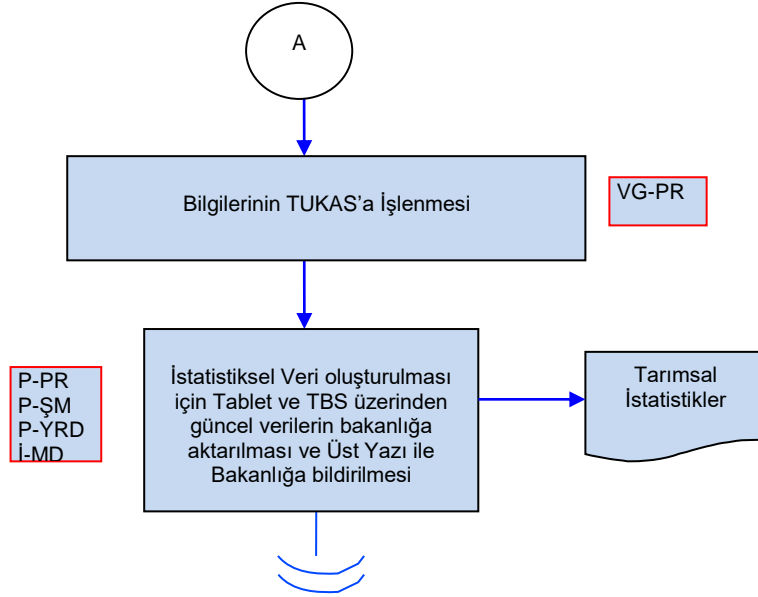 A
Bilgilerinin TUKAS’a İşlenmesi
VG-PR
P-PR
P-ŞM
P-YRD
İ-MD
İstatistiksel Veri oluşturulması
için Tablet ve TBS üzerinden
güncel verilerin bakanlığa
aktarılması ve Üst Yazı ile
Bakanlığa bildirilmesi
Tarımsal
İstatistikler